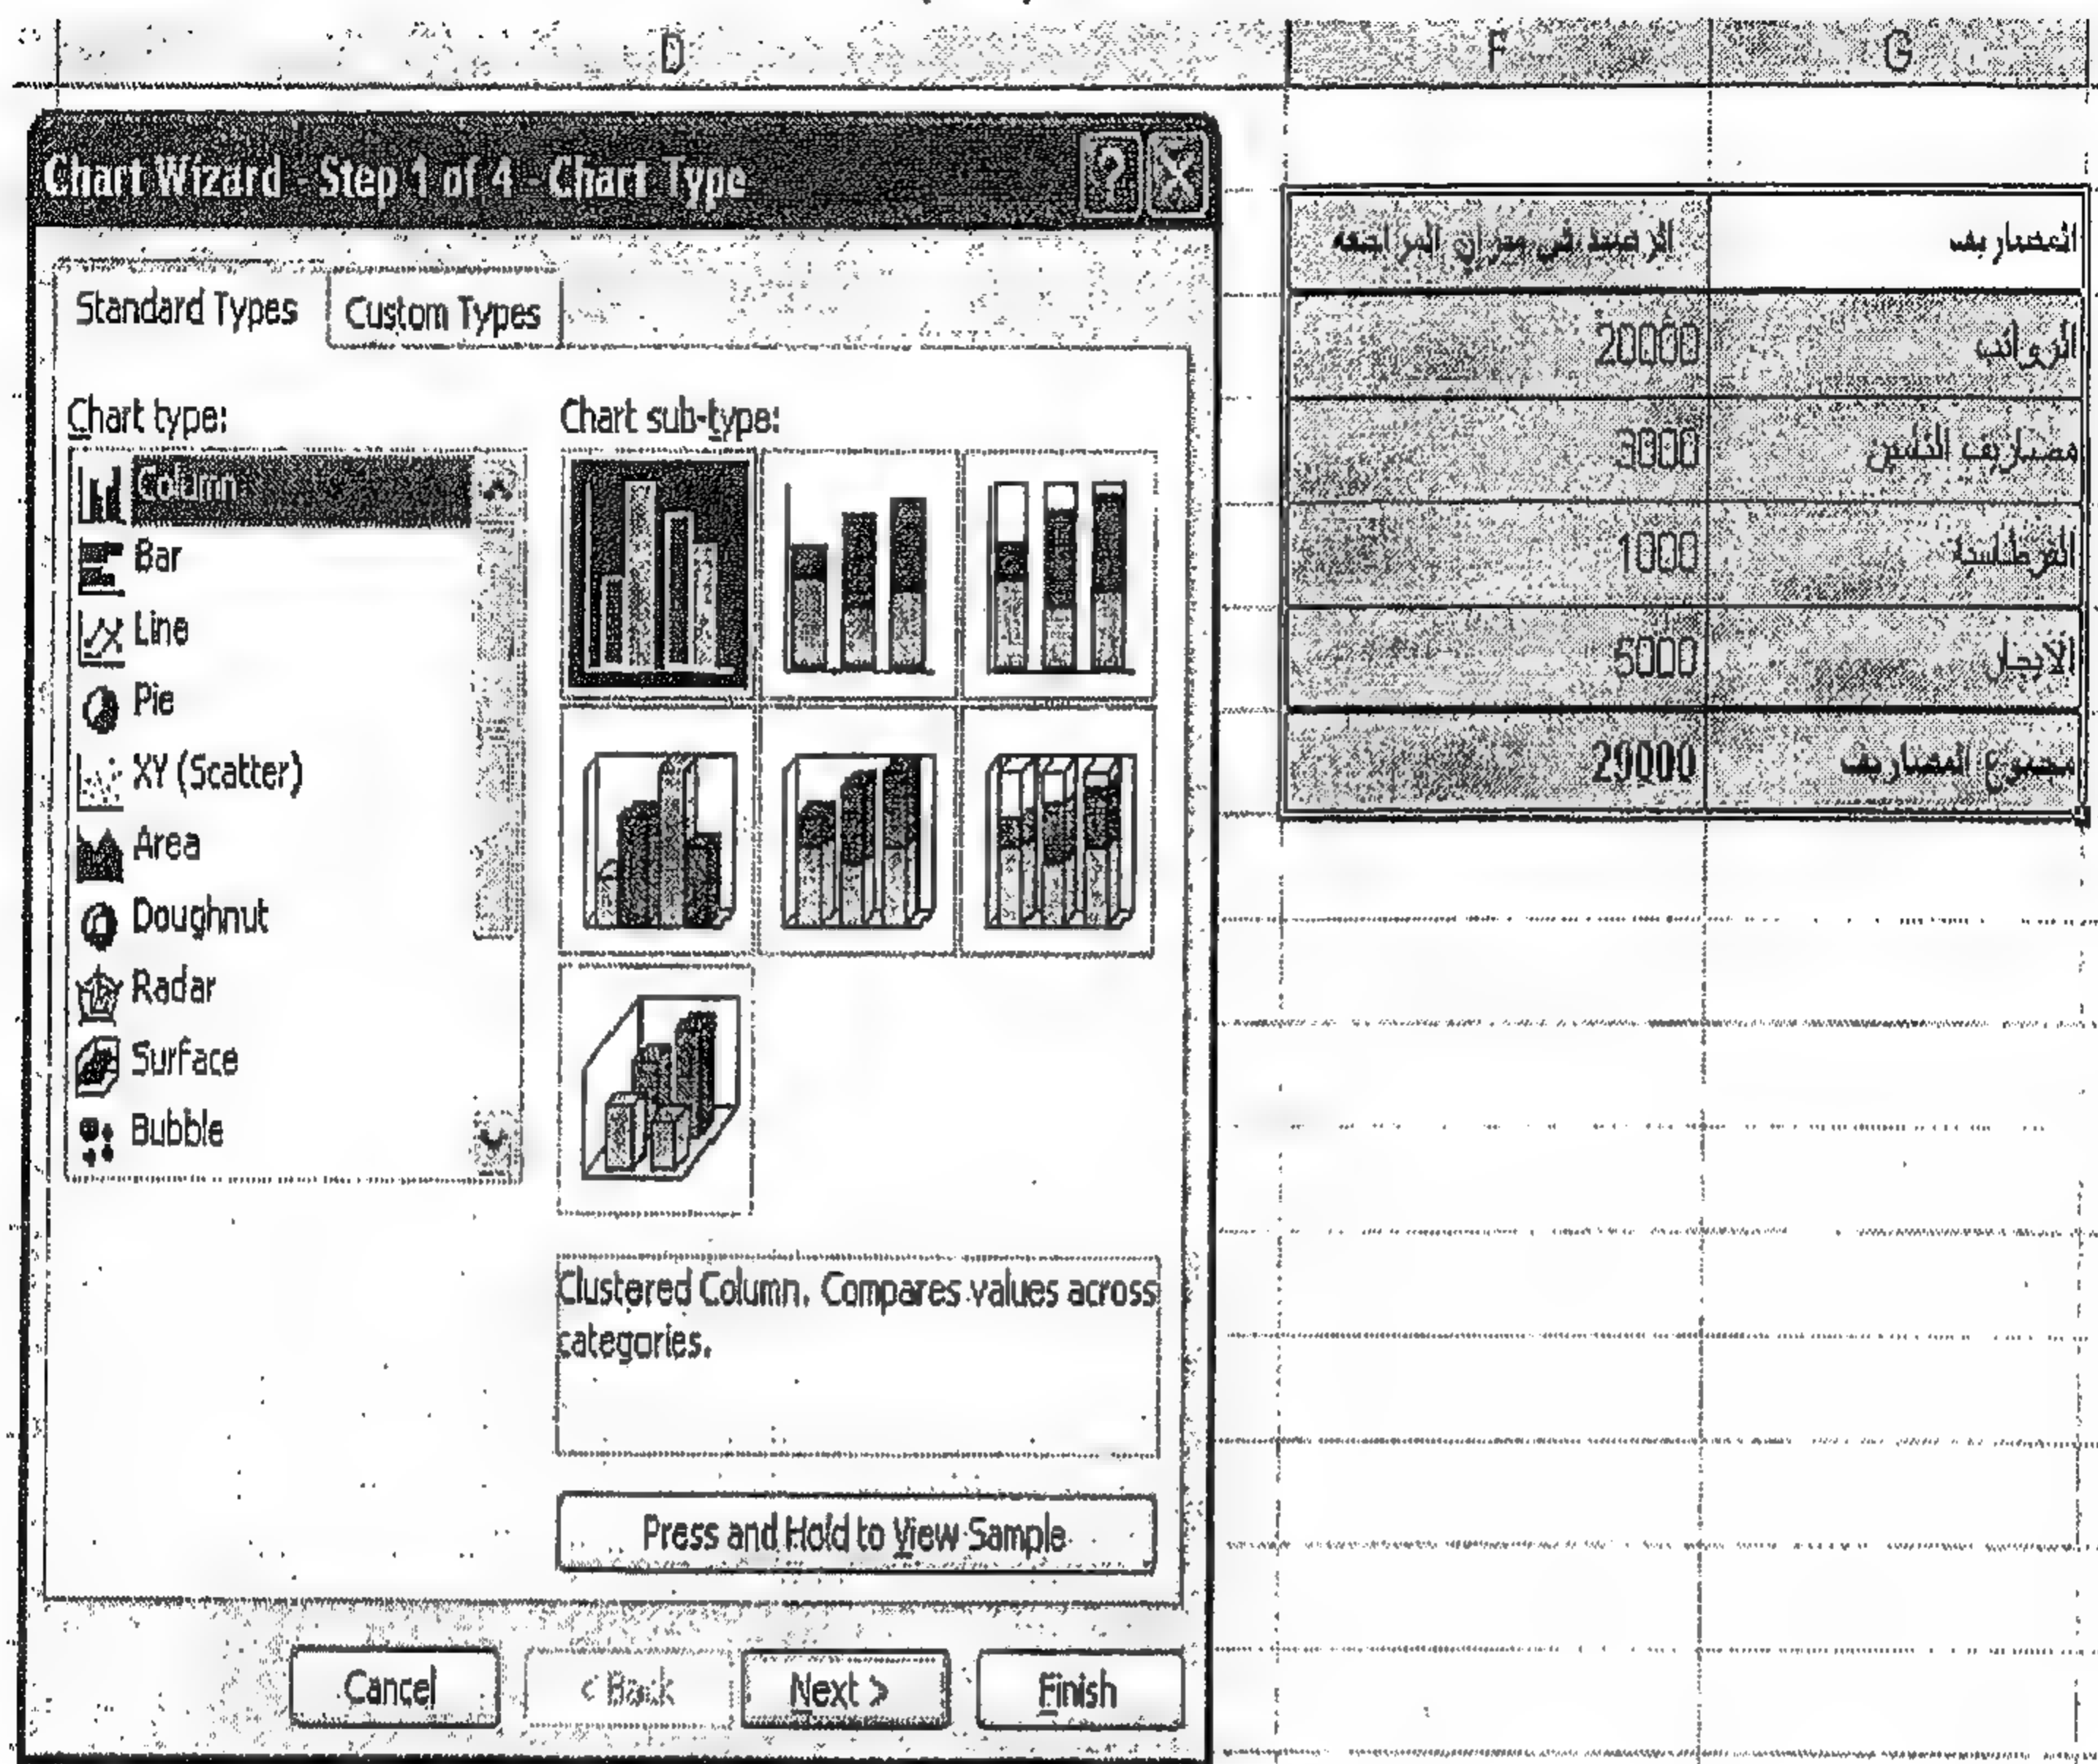 D
F
G
Chart Wizard - Step 1 of 4 - Chart Type
? X
Standard Types
Custom Types
Chart type:
Column
Bar
Line
Pie
XY (Scatter)
Area
Doughnut
Radar
Surface
Bubble
Chart sub-type:
Clustered Column. Compares values across
categories.
Press and Hold to View Sample
Cancel
< Back
Next >
Finish
المصاريف الرصيد في ميزان المراجعه
الرواتب 20000
مصاريف التامين 3000
القرطاسية 1000
الايجار 5000
مجموع المصاريف 29000